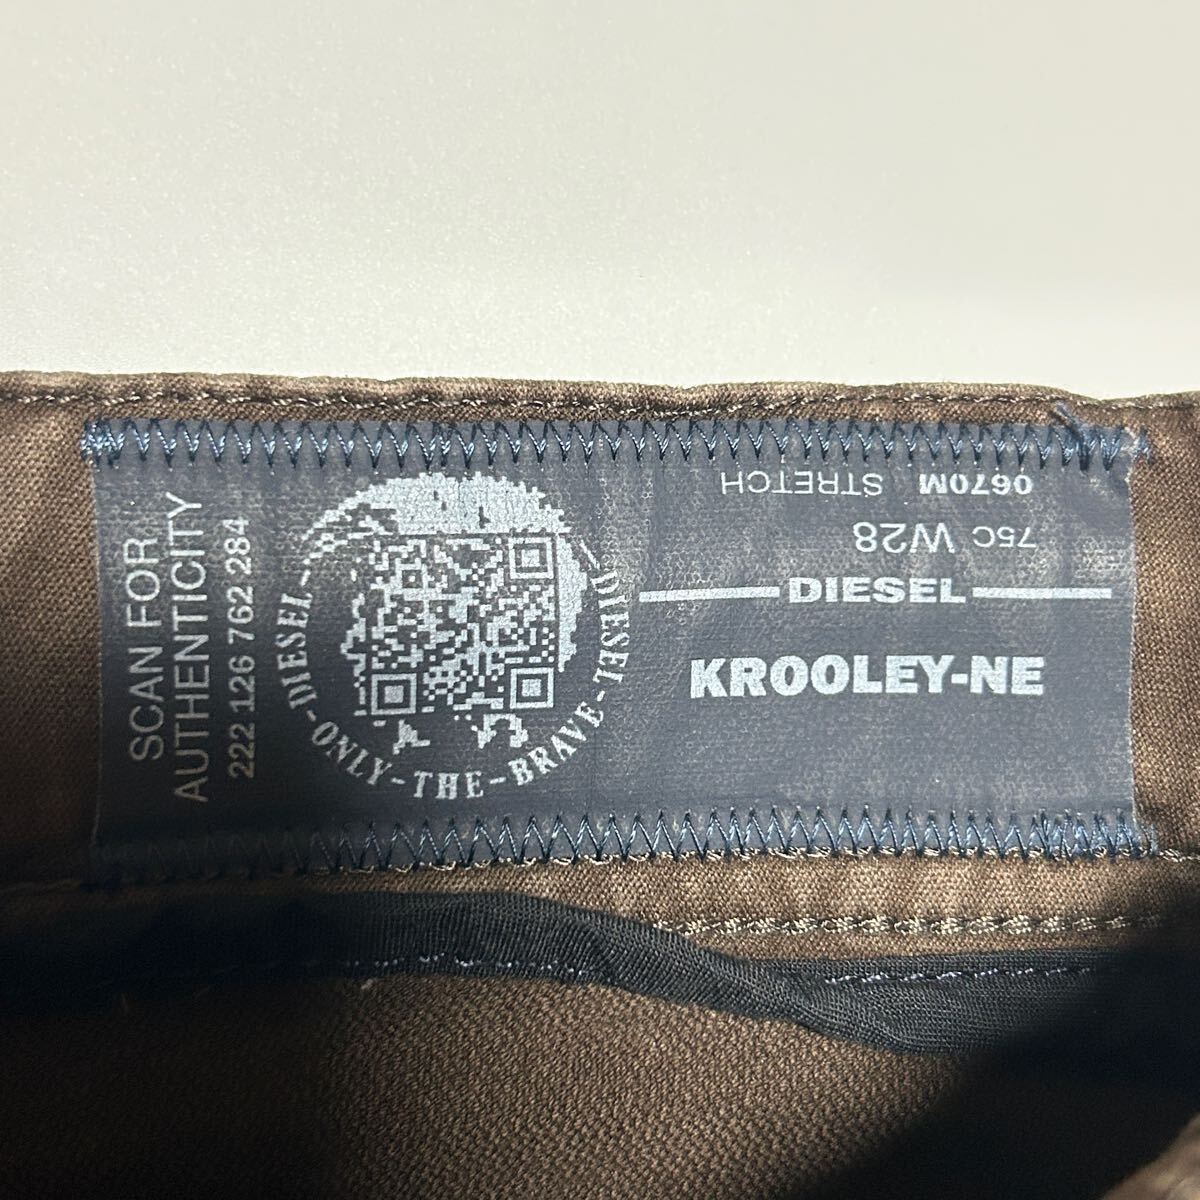 SCAN FOR
AUTHENTICITY
222 126 762 284
DIESEL-ONLY-THE-BRAVE-DIESEL-
0670M STRETCH
75C W28
DIESEL
KROOLEY-NE